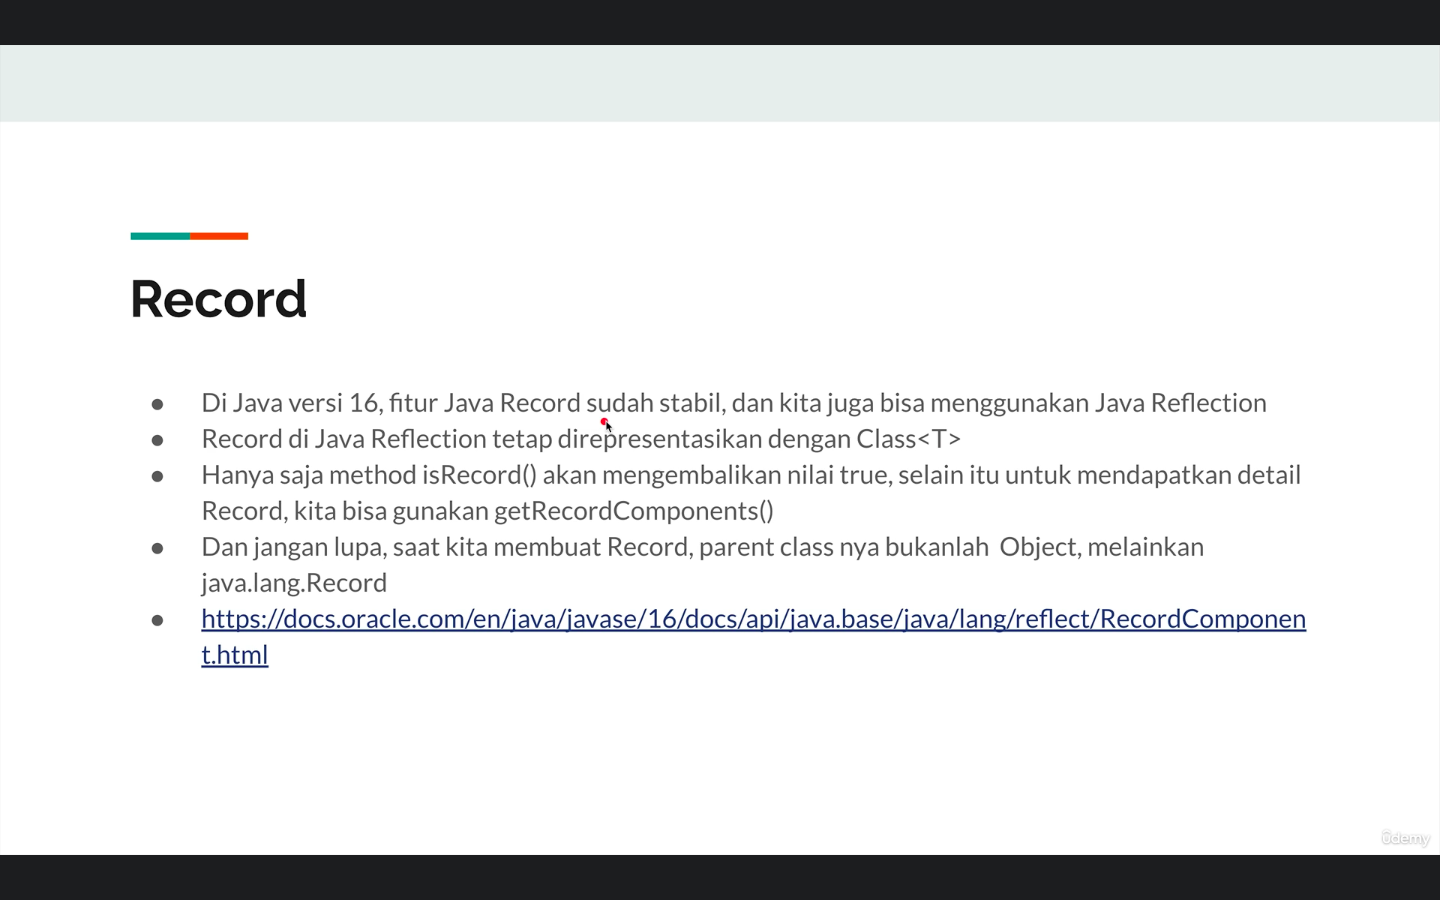 Record
● Di Java versi 16, fitur Java Record sudah stabil, dan kita juga bisa menggunakan Java Reflection
● Record di Java Reflection tetap direpresentasikan dengan Class<T>
● Hanya saja method isRecord() akan mengembalikan nilai true, selain itu untuk mendapatkan detail
Record, kita bisa gunakan getRecordComponents()
● Dan jangan lupa, saat kita membuat Record, parent class nya bukanlah  Object, melainkan
java.lang.Record
● https://docs.oracle.com/en/java/javase/16/docs/api/java.base/java/lang/reflect/RecordComponen
t.html
ûdemy